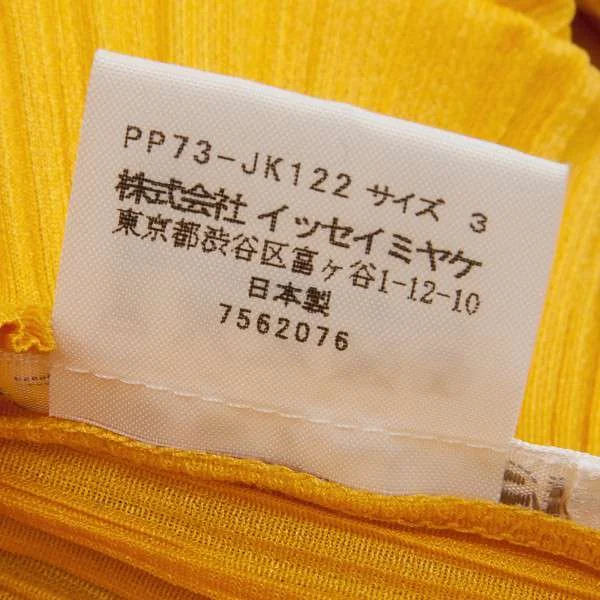 PP73-JK122 サイズ 3
株式会社 イッセイミヤケ
東京都渋谷区富ヶ谷1-12-10
日本製
7562076